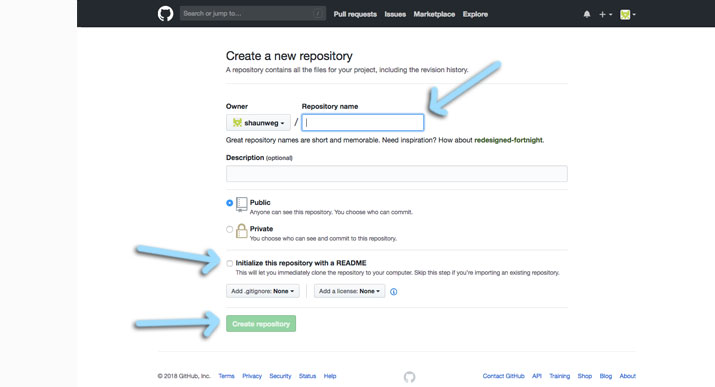 Search or jump to... /
Pull requests Issues Marketplace Explore
Create a new repository
A repository contains all the files for your project, including the revision history.
Owner Repository name
shaunweg /
Great repository names are short and memorable. Need inspiration? How about redesigned-fortnight.
Description (optional)
Public
Anyone can see this repository. You choose who can commit.
Private
You choose who can see and commit to this repository.
Initialize this repository with a README
This will let you immediately clone the repository to your computer. Skip this step if you're importing an existing repository.
Add .gitignore: None Add a license: None
Create repository
© 2018 GitHub, Inc. Terms Privacy Security Status Help Contact GitHub API Training Shop Blog About